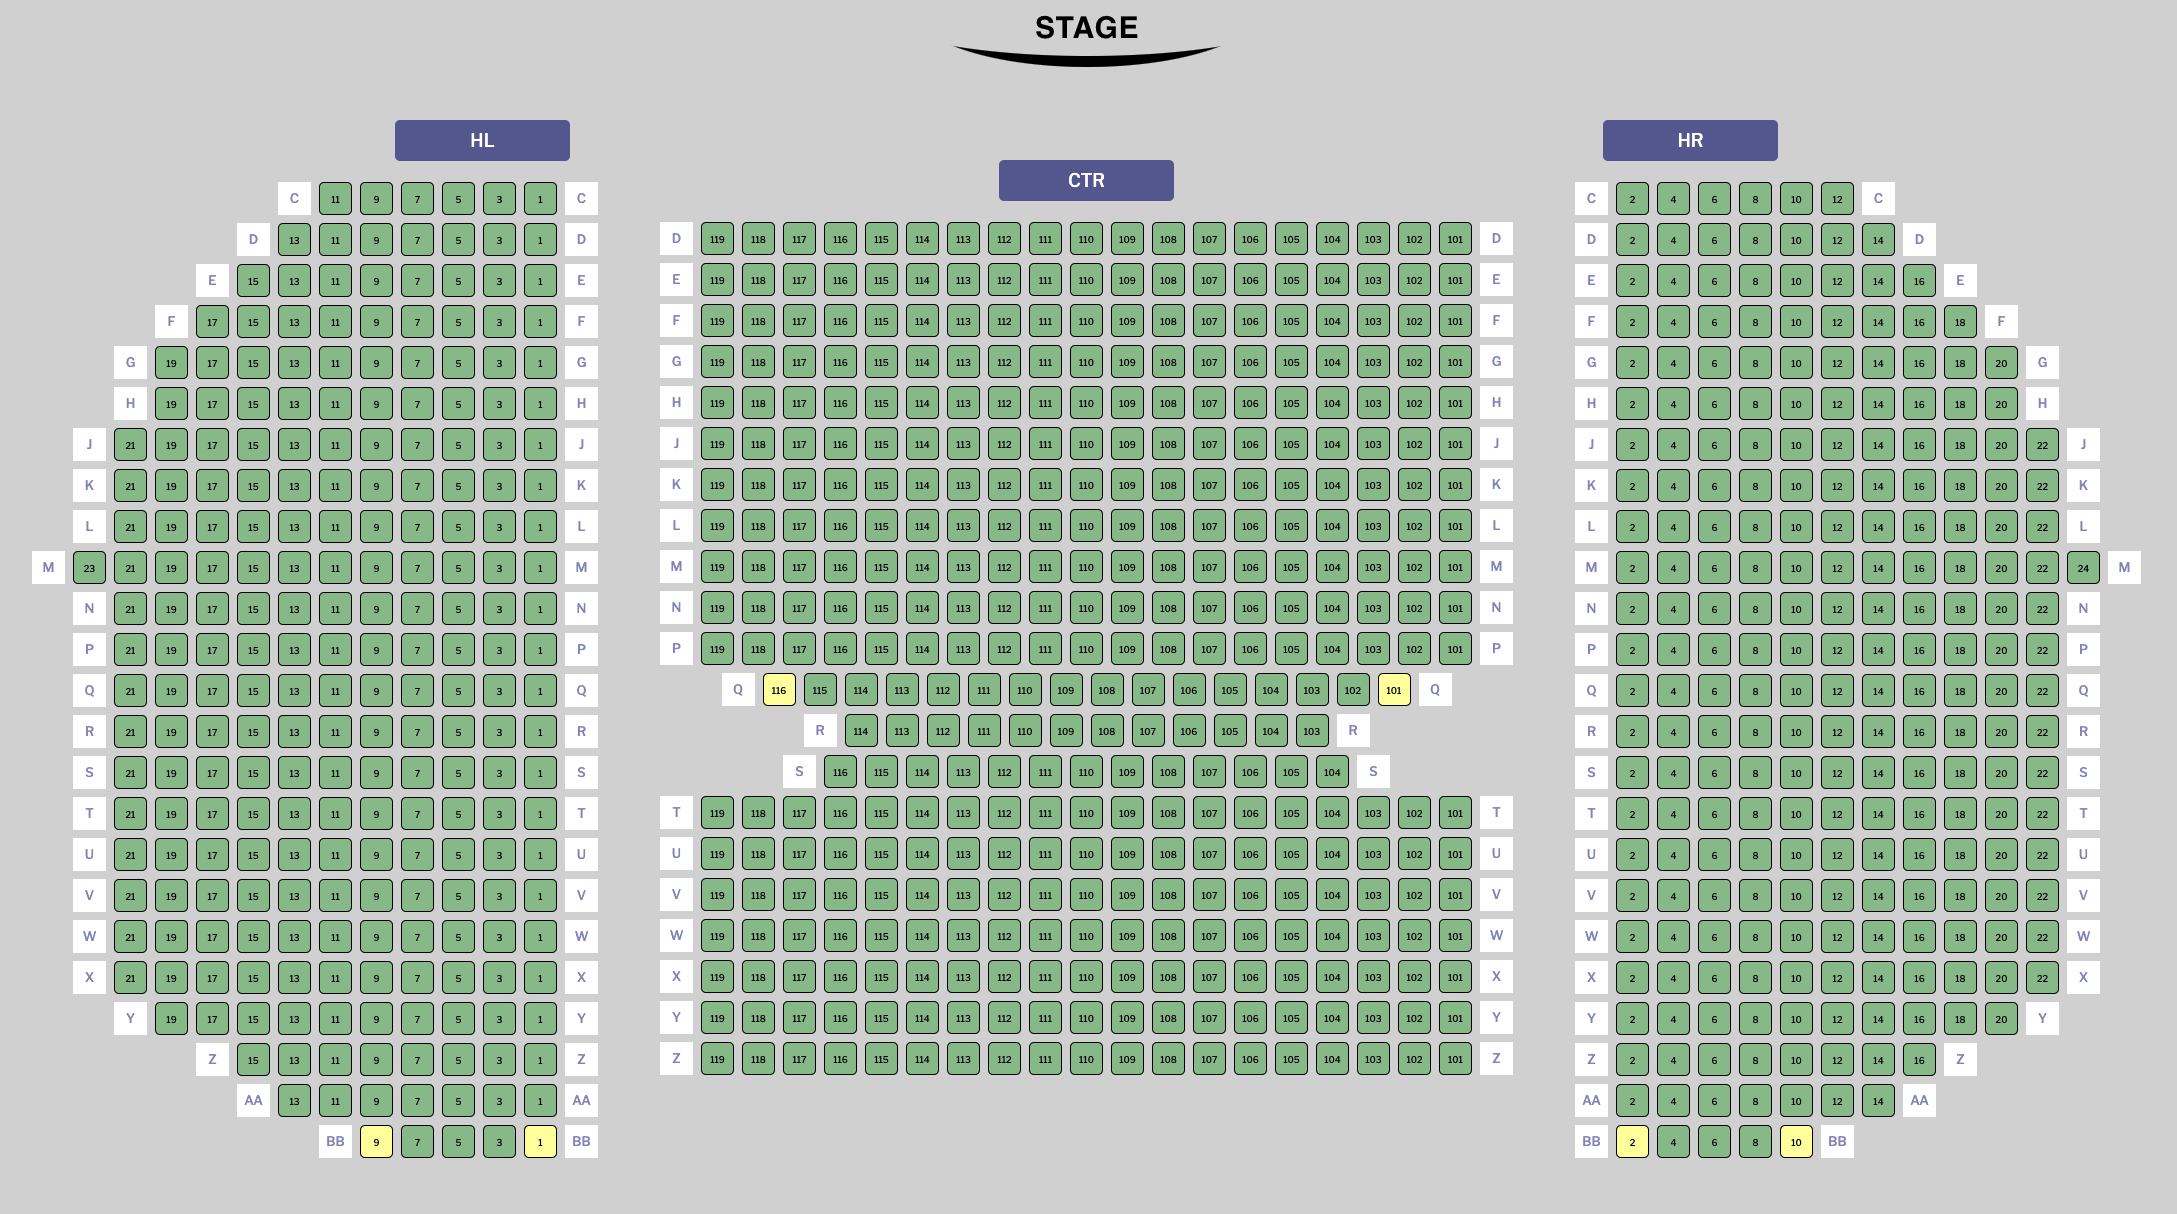 STAGE
HL
HR
CTR
C 11 9 7 5 3 1 C
C 2 4 6 8 10 12 C
D 13 11 9 7 5 3 1 D
D 119 118 117 116 115 114 113 112 111 110 109 108 107 106 105 104 103 102 101 D
D 2 4 6 8 10 12 14 D
E 15 13 11 9 7 5 3 1 E
E 119 118 117 116 115 114 113 112 111 110 109 108 107 106 105 104 103 102 101 E
E 2 4 6 8 10 12 14 16 E
F 17 15 13 11 9 7 5 3 1 F
F 119 118 117 116 115 114 113 112 111 110 109 108 107 106 105 104 103 102 101 F
F 2 4 6 8 10 12 14 16 18 F
G 19 17 15 13 11 9 7 5 3 1 G
G 119 118 117 116 115 114 113 112 111 110 109 108 107 106 105 104 103 102 101 G
G 2 4 6 8 10 12 14 16 18 20 G
H 19 17 15 13 11 9 7 5 3 1 H
H 119 118 117 116 115 114 113 112 111 110 109 108 107 106 105 104 103 102 101 H
H 2 4 6 8 10 12 14 16 18 20 H
J 21 19 17 15 13 11 9 7 5 3 1 J
J 119 118 117 116 115 114 113 112 111 110 109 108 107 106 105 104 103 102 101 J
J 2 4 6 8 10 12 14 16 18 20 22 J
K 21 19 17 15 13 11 9 7 5 3 1 K
K 119 118 117 116 115 114 113 112 111 110 109 108 107 106 105 104 103 102 101 K
K 2 4 6 8 10 12 14 16 18 20 22 K
L 21 19 17 15 13 11 9 7 5 3 1 L
L 119 118 117 116 115 114 113 112 111 110 109 108 107 106 105 104 103 102 101 L
L 2 4 6 8 10 12 14 16 18 20 22 L
M 23 21 19 17 15 13 11 9 7 5 3 1 M
M 119 118 117 116 115 114 113 112 111 110 109 108 107 106 105 104 103 102 101 M
M 2 4 6 8 10 12 14 16 18 20 22 24 M
N 21 19 17 15 13 11 9 7 5 3 1 N
N 119 118 117 116 115 114 113 112 111 110 109 108 107 106 105 104 103 102 101 N
N 2 4 6 8 10 12 14 16 18 20 22 N
P 21 19 17 15 13 11 9 7 5 3 1 P
P 119 118 117 116 115 114 113 112 111 110 109 108 107 106 105 104 103 102 101 P
P 2 4 6 8 10 12 14 16 18 20 22 P
Q 21 19 17 15 13 11 9 7 5 3 1 Q
Q 116 115 114 113 112 111 110 109 108 107 106 105 104 103 102 101 Q
Q 2 4 6 8 10 12 14 16 18 20 22 Q
R 21 19 17 15 13 11 9 7 5 3 1 R
R 114 113 112 111 110 109 108 107 106 105 104 103 R
R 2 4 6 8 10 12 14 16 18 20 22 R
S 21 19 17 15 13 11 9 7 5 3 1 S
S 116 115 114 113 112 111 110 109 108 107 106 105 104 S
S 2 4 6 8 10 12 14 16 18 20 22 S
T 21 19 17 15 13 11 9 7 5 3 1 T
T 119 118 117 116 115 114 113 112 111 110 109 108 107 106 105 104 103 102 101 T
T 2 4 6 8 10 12 14 16 18 20 22 T
U 21 19 17 15 13 11 9 7 5 3 1 U
U 119 118 117 116 115 114 113 112 111 110 109 108 107 106 105 104 103 102 101 U
U 2 4 6 8 10 12 14 16 18 20 22 U
V 21 19 17 15 13 11 9 7 5 3 1 V
V 119 118 117 116 115 114 113 112 111 110 109 108 107 106 105 104 103 102 101 V
V 2 4 6 8 10 12 14 16 18 20 22 V
W 21 19 17 15 13 11 9 7 5 3 1 W
W 119 118 117 116 115 114 113 112 111 110 109 108 107 106 105 104 103 102 101 W
W 2 4 6 8 10 12 14 16 18 20 22 W
X 21 19 17 15 13 11 9 7 5 3 1 X
X 119 118 117 116 115 114 113 112 111 110 109 108 107 106 105 104 103 102 101 X
X 2 4 6 8 10 12 14 16 18 20 22 X
Y 19 17 15 13 11 9 7 5 3 1 Y
Y 119 118 117 116 115 114 113 112 111 110 109 108 107 106 105 104 103 102 101 Y
Y 2 4 6 8 10 12 14 16 18 20 Y
Z 15 13 11 9 7 5 3 1 Z
Z 119 118 117 116 115 114 113 112 111 110 109 108 107 106 105 104 103 102 101 Z
Z 2 4 6 8 10 12 14 16 Z
AA 13 11 9 7 5 3 1 AA
AA 2 4 6 8 10 12 14 AA
BB 9 7 5 3 1 BB
BB 2 4 6 8 10 BB